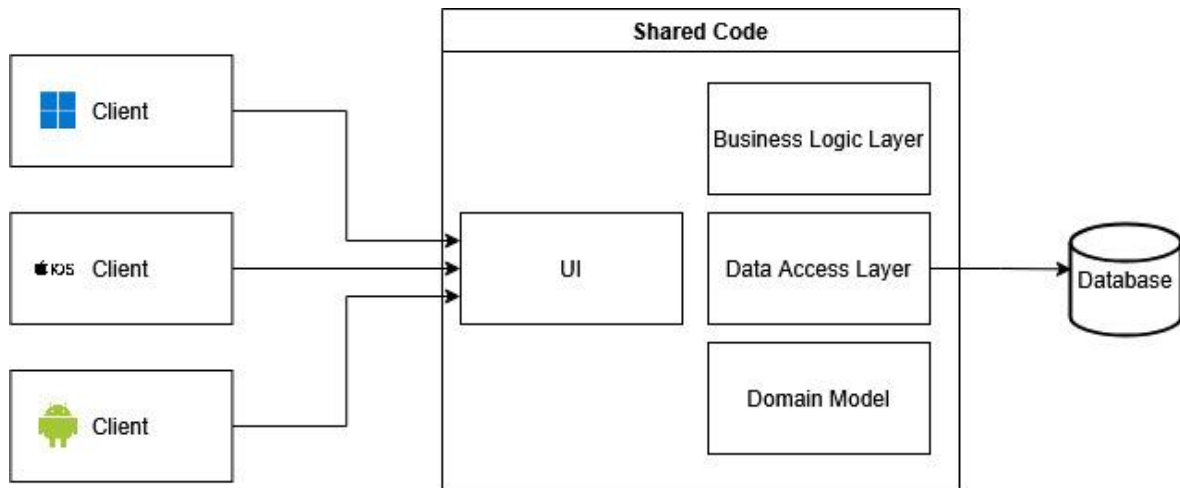 Shared Code
Client
Business Logic Layer
iOS Client
UI
Data Access Layer
Database
Domain Model
Client